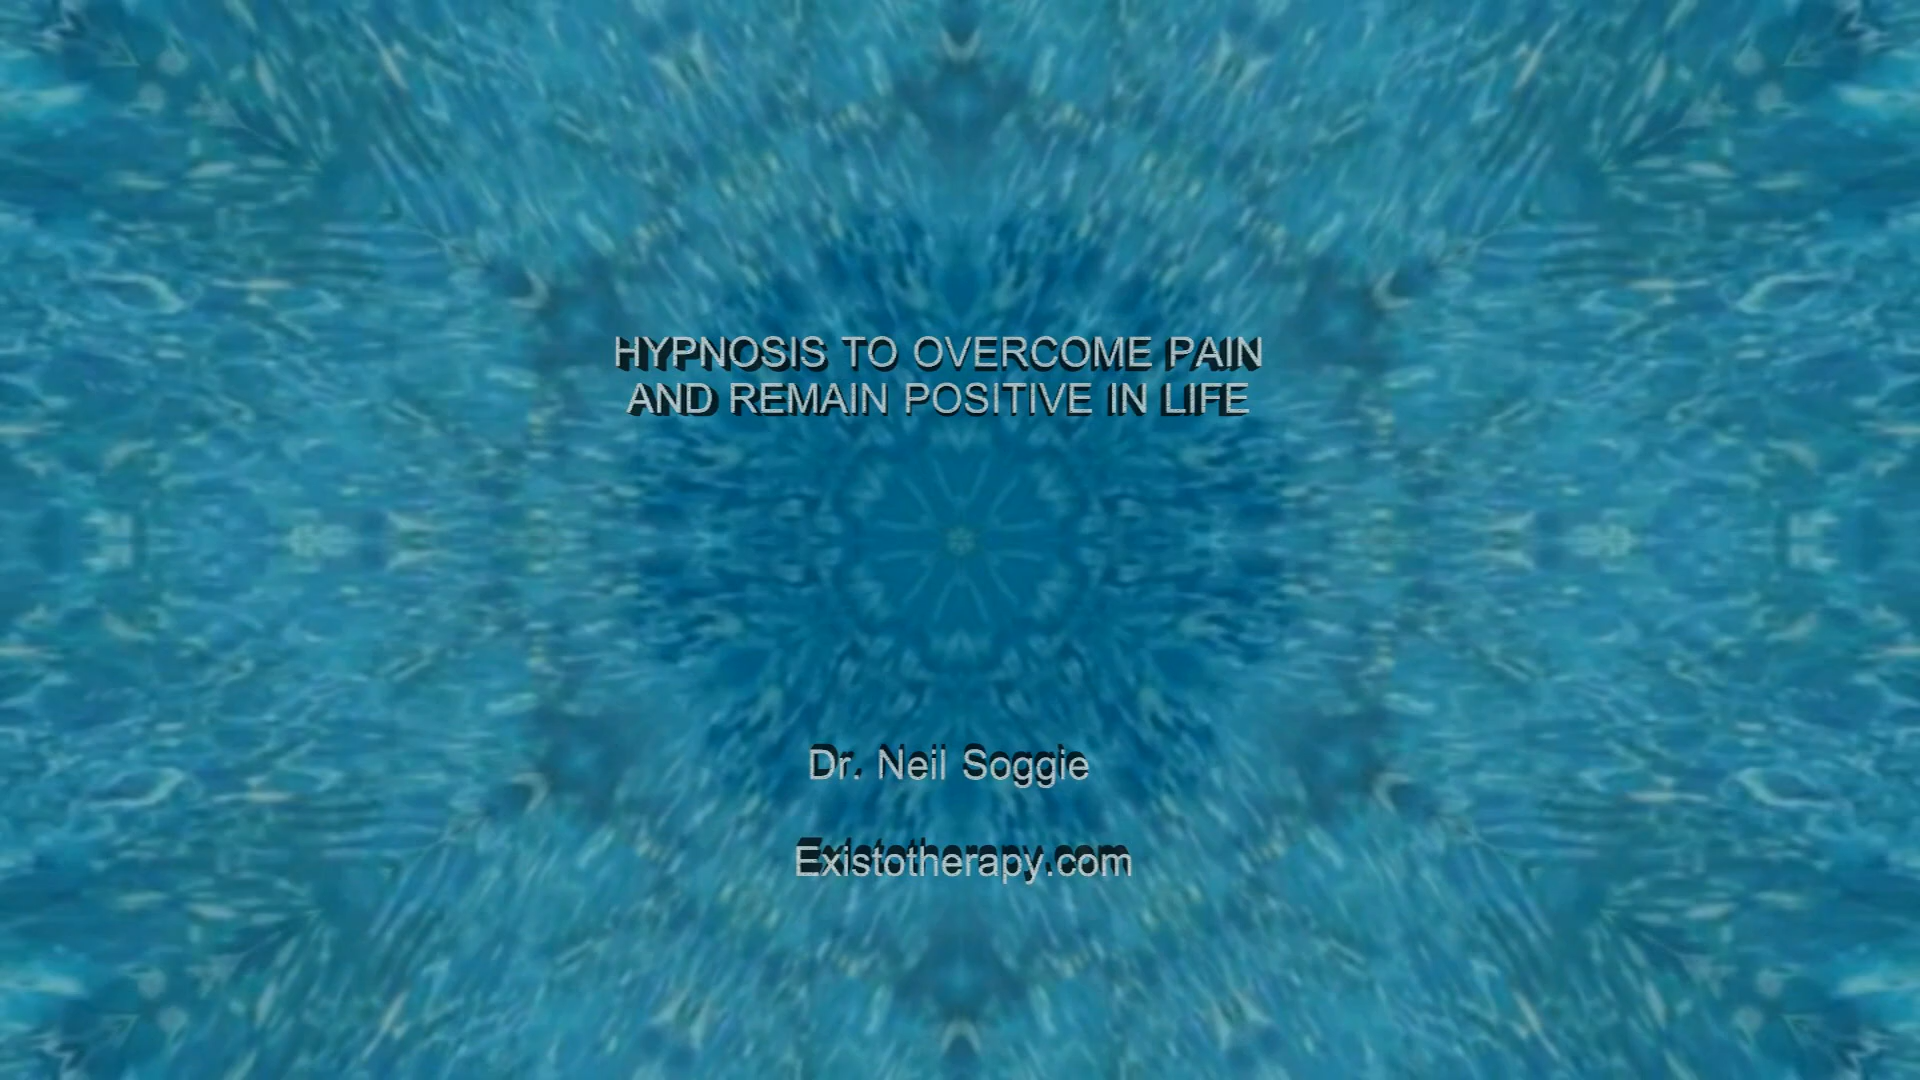 HYPNOSIS TO OVERCOME PAIN
AND REMAIN POSITIVE IN LIFE
Dr. Neil Soggie
Existotherapy.com